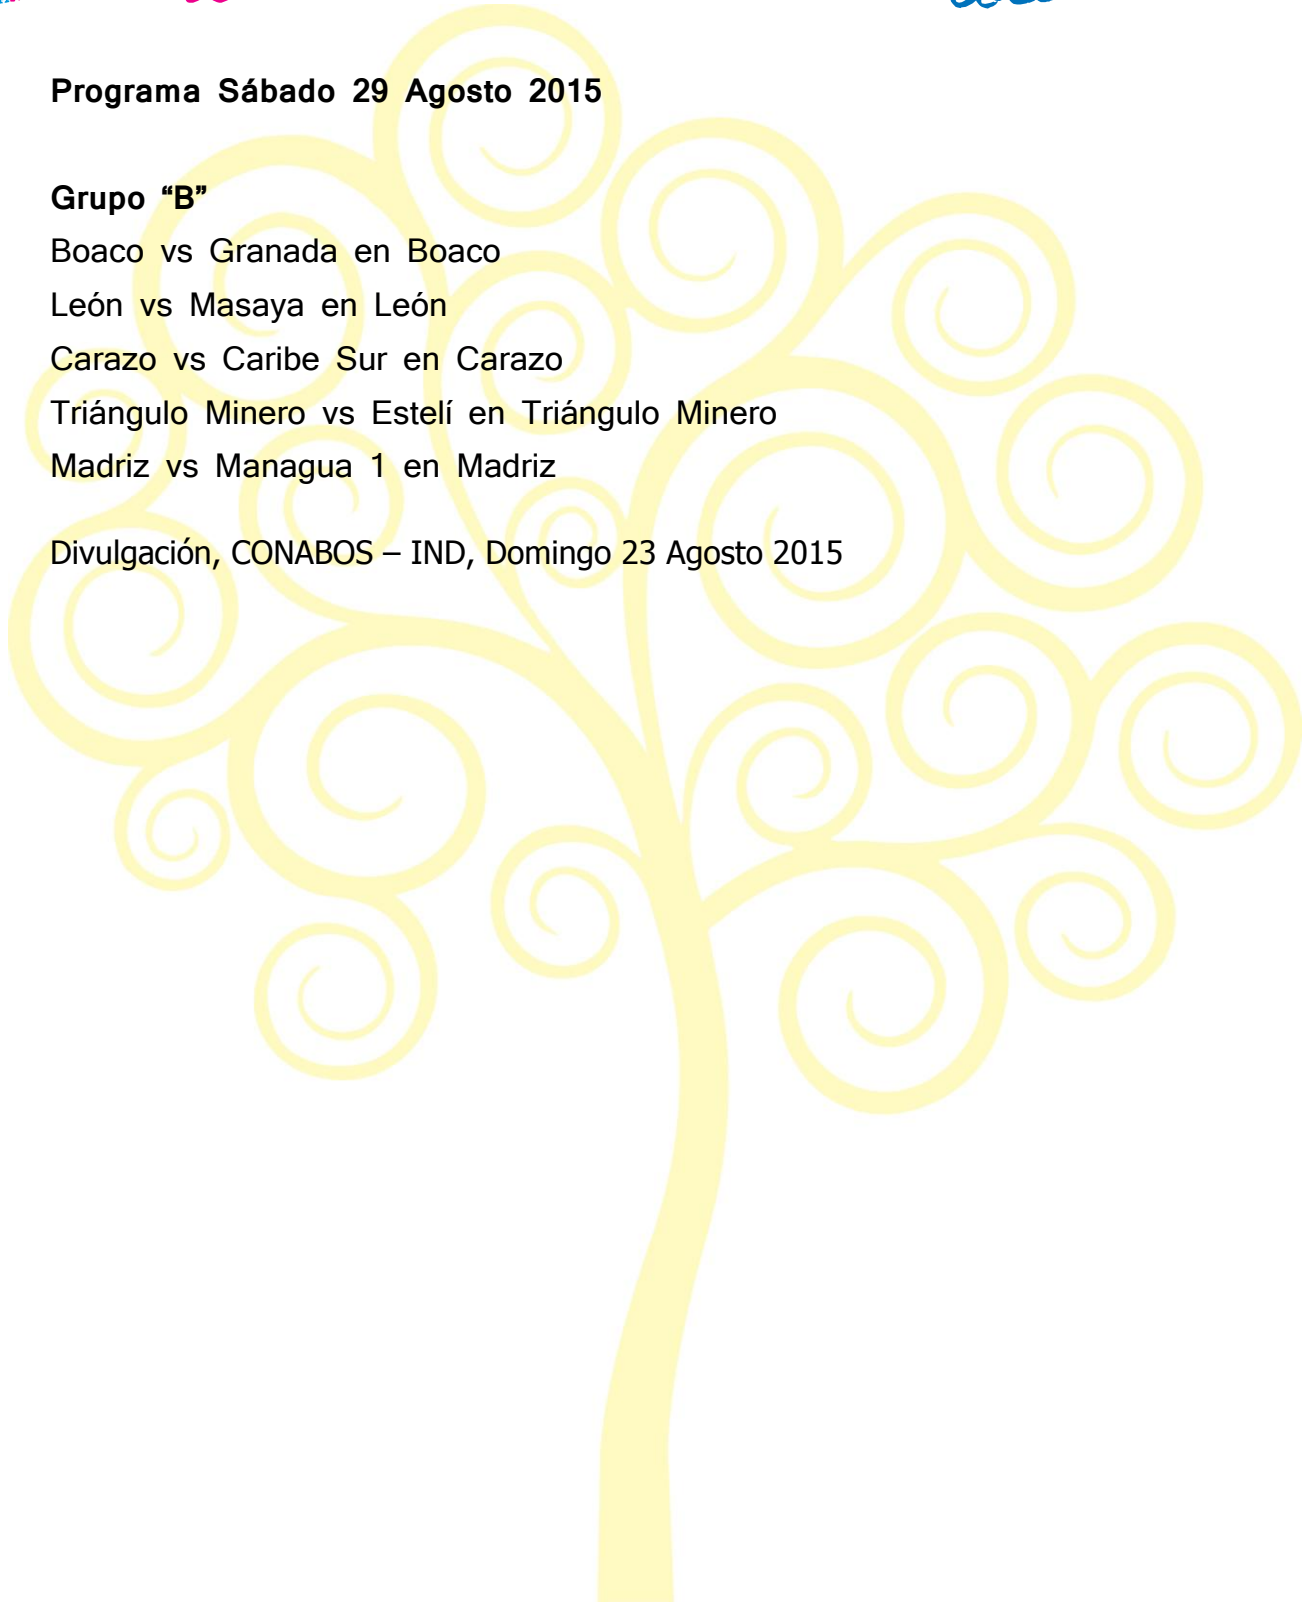 Programa Sábado 29 Agosto 2015
Grupo “B”
Boaco vs Granada en Boaco
León vs Masaya en León
Carazo vs Caribe Sur en Carazo
Triángulo Minero vs Estelí en Triángulo Minero
Madriz vs Managua 1 en Madriz
Divulgación, CONABOS – IND, Domingo 23 Agosto 2015